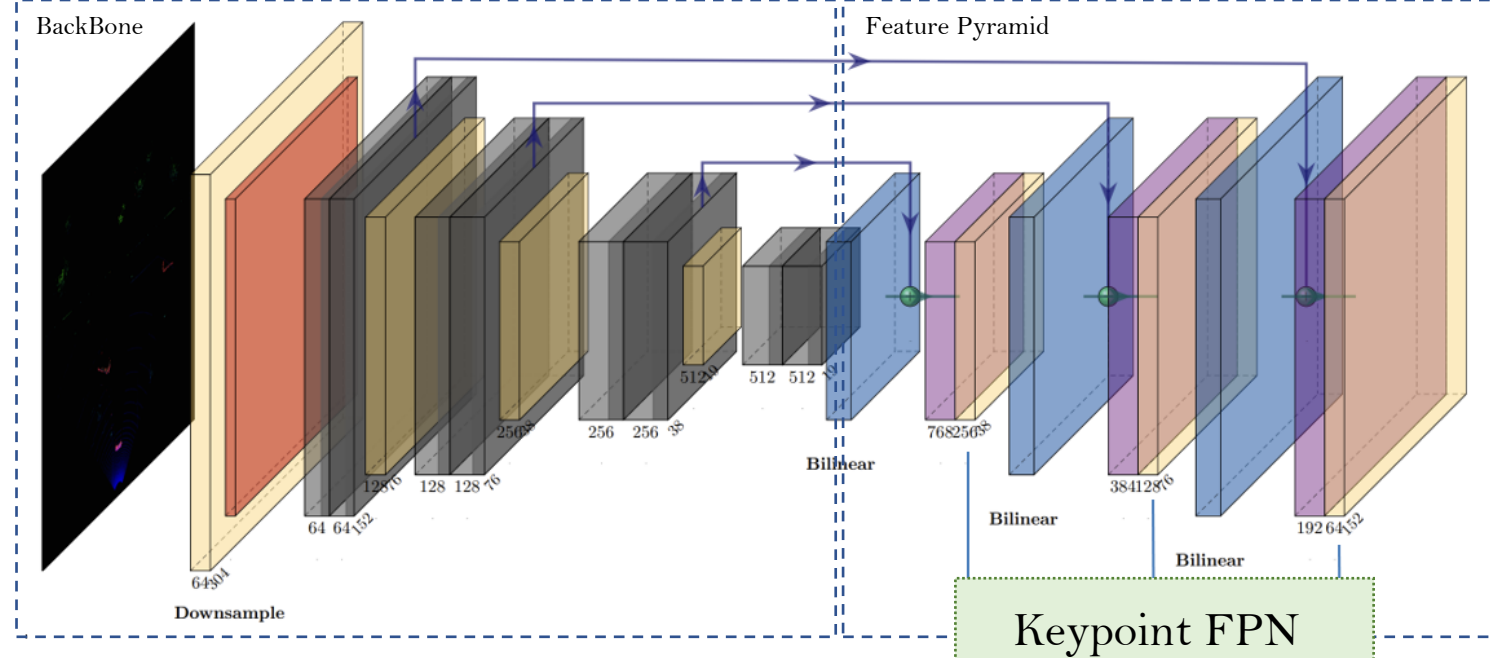 BackBone
Feature Pyramid
64 304
Downsample
64 64 152
128 76
128 128 76
256 38
256 256 38
512 19
512 512 19
Bilinear
768 256 38
Bilinear
384 128 76
Bilinear
192 64 152
Keypoint FPN